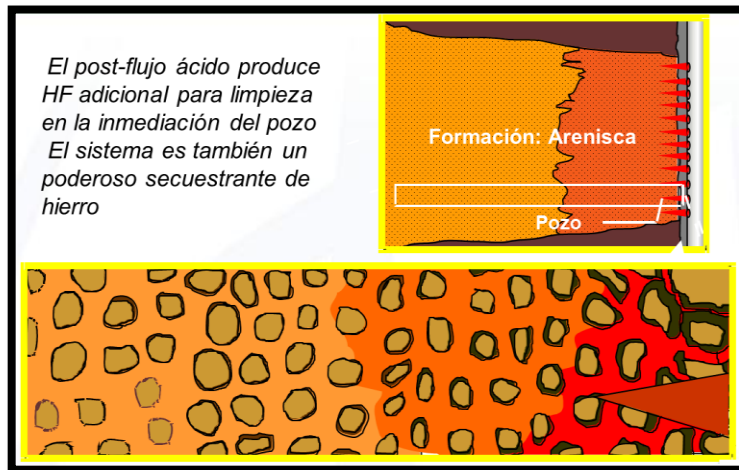 El post-flujo ácido produce
HF adicional para limpieza
en la inmediación del pozo
El sistema es también un
poderoso secuestrante de
hierro
Formación: Arenisca
Pozo